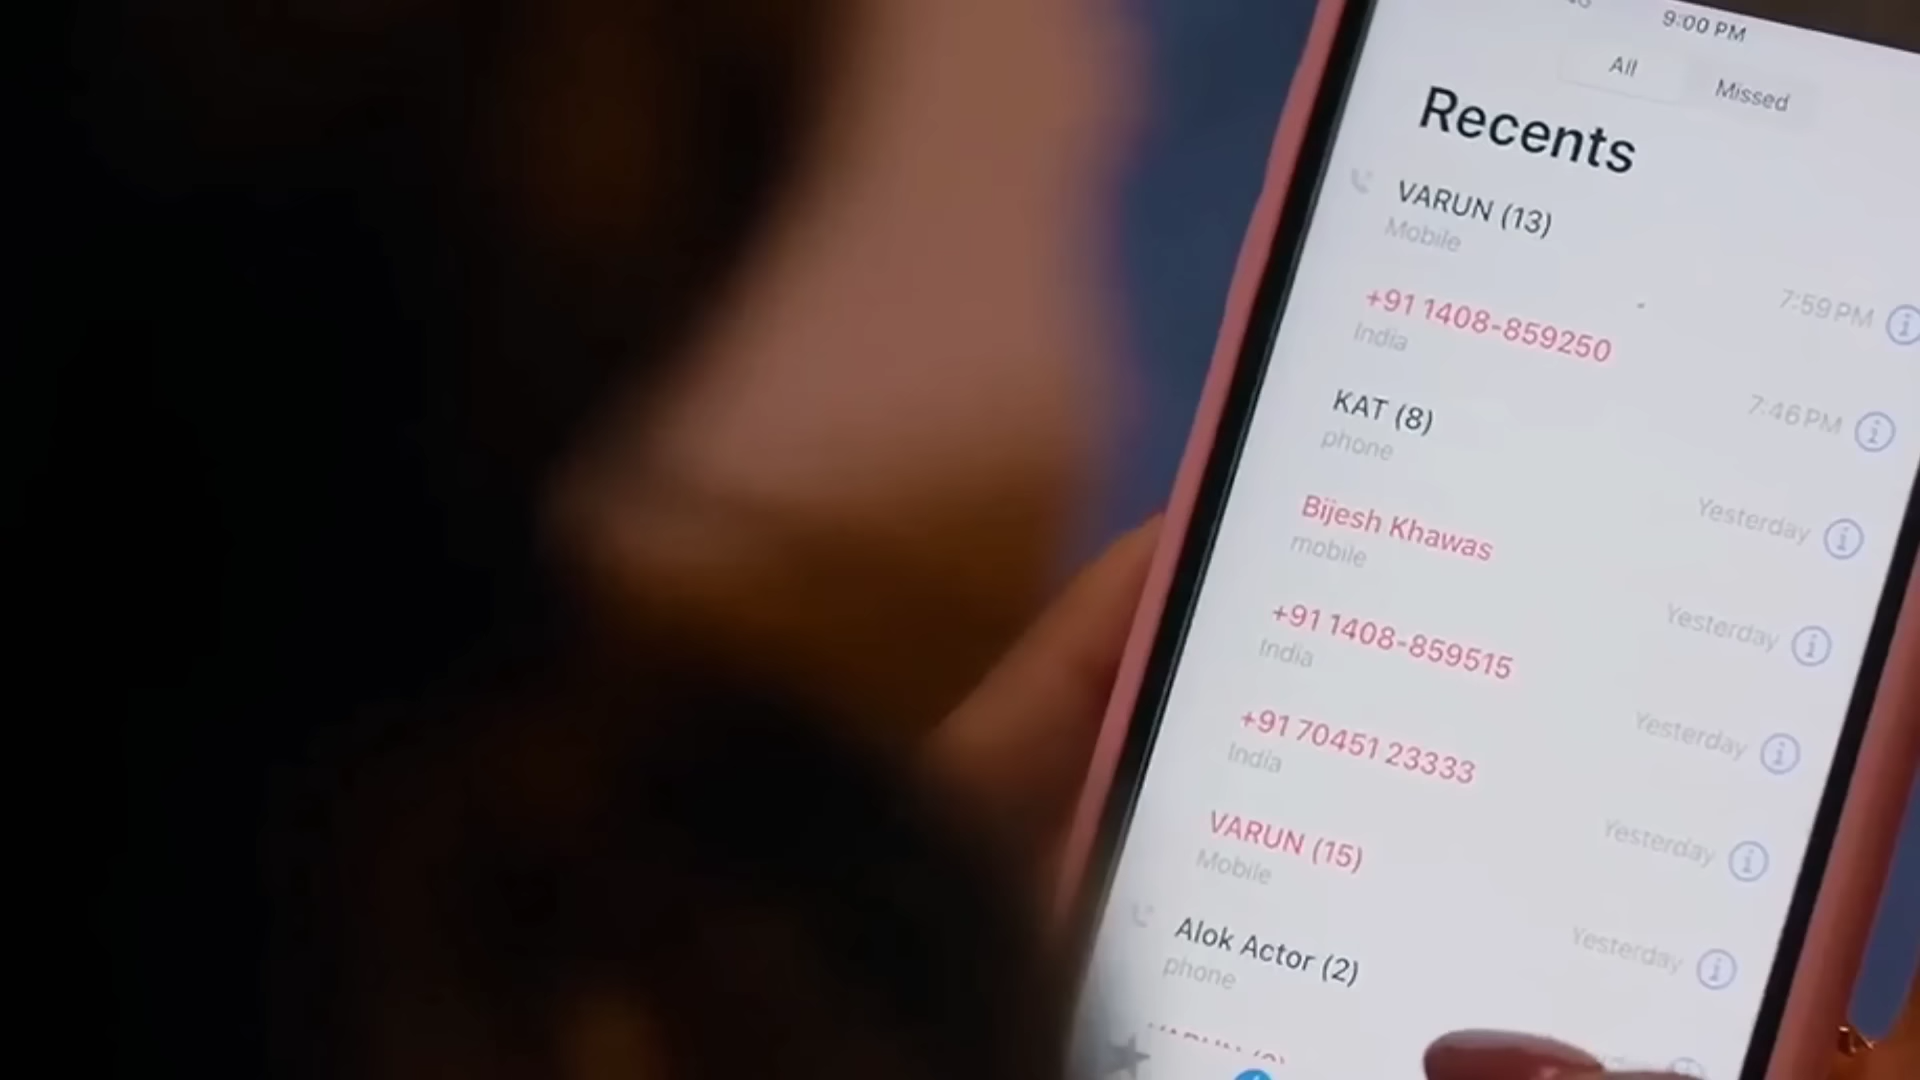 9:00 PM
All
Missed
Recents
VARUN (13)
Mobile
7:59 PM
+91 1408-859250
India
7:46 PM
KAT (8)
phone
Yesterday
Bijesh Khawas
mobile
Yesterday
+91 1408-859515
India
Yesterday
+91 70451 23333
India
Yesterday
VARUN (15)
Mobile
Yesterday
Alok Actor (2)
phone